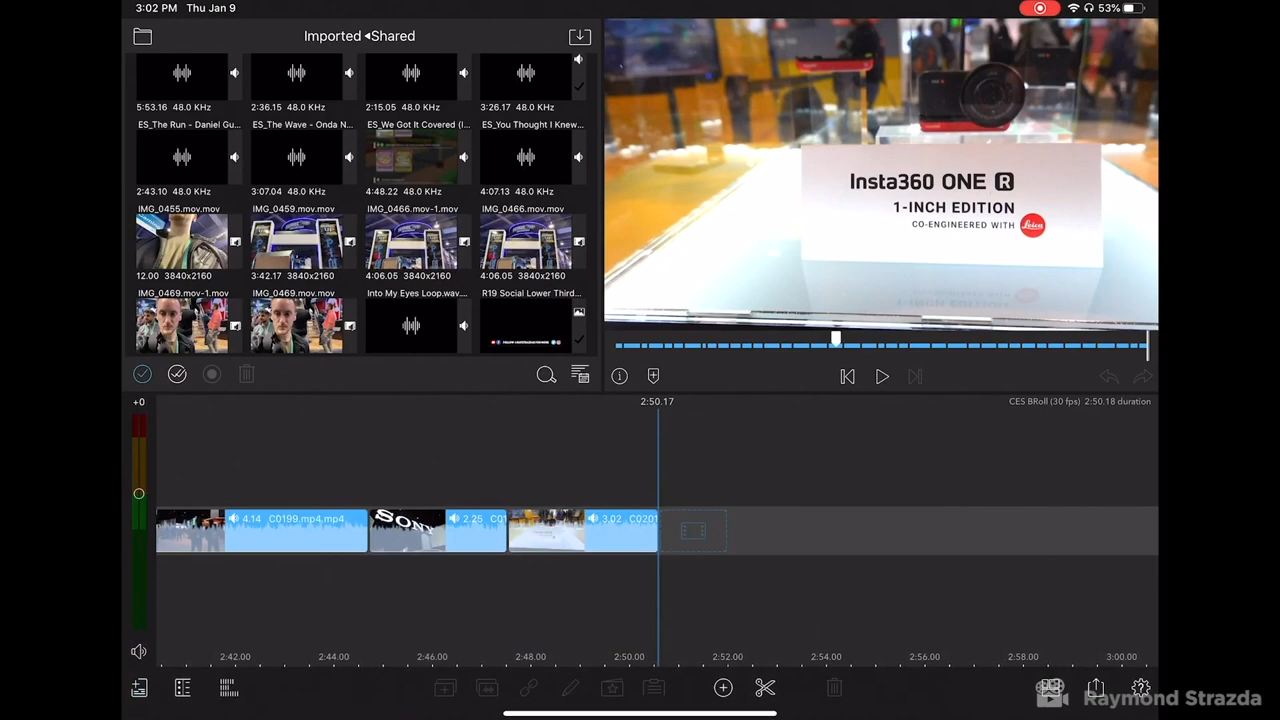 3:02 PM Thu Jan 9
53%
Imported ◂Shared
5:53.16 48.0 KHz
2:36.15 48.0 KHz
2:15.05 48.0 KHz
3:26.17 48.0 KHz
ES_The Run - Daniel Gu...
ES_The Wave - Onda N...
ES_We Got It Covered (I...
ES_You Thought I Knew...
2:43.10 48.0 KHz
3:07.04 48.0 KHz
4:48.22 48.0 KHz
4:07.13 48.0 KHz
IMG_0455.mov.mov
IMG_0459.mov.mov
IMG_0466.mov-1.mov
IMG_0466.mov.mov
12.00 3840x2160
3:42.17 3840x2160
4:06.05 3840x2160
4:06.05 3840x2160
IMG_0469.mov-1.mov
IMG_0469.mov.mov
Into My Eyes Loop.wav...
R19 Social Lower Third...
Insta360 ONE R
1-INCH EDITION
CO-ENGINEERED WITH Leica
+0
2:50.17
CES BRoll (30 fps) 2:50.18 duration
4.14 C0199.mp4.mp4
SONY
2.25 C01
3.02 C0201
2:42.00
2:44.00
2:46.00
2:48.00
2:50.00
2:52.00
2:54.00
2:56.00
2:58.00
3:00.00
Raymond Strazda